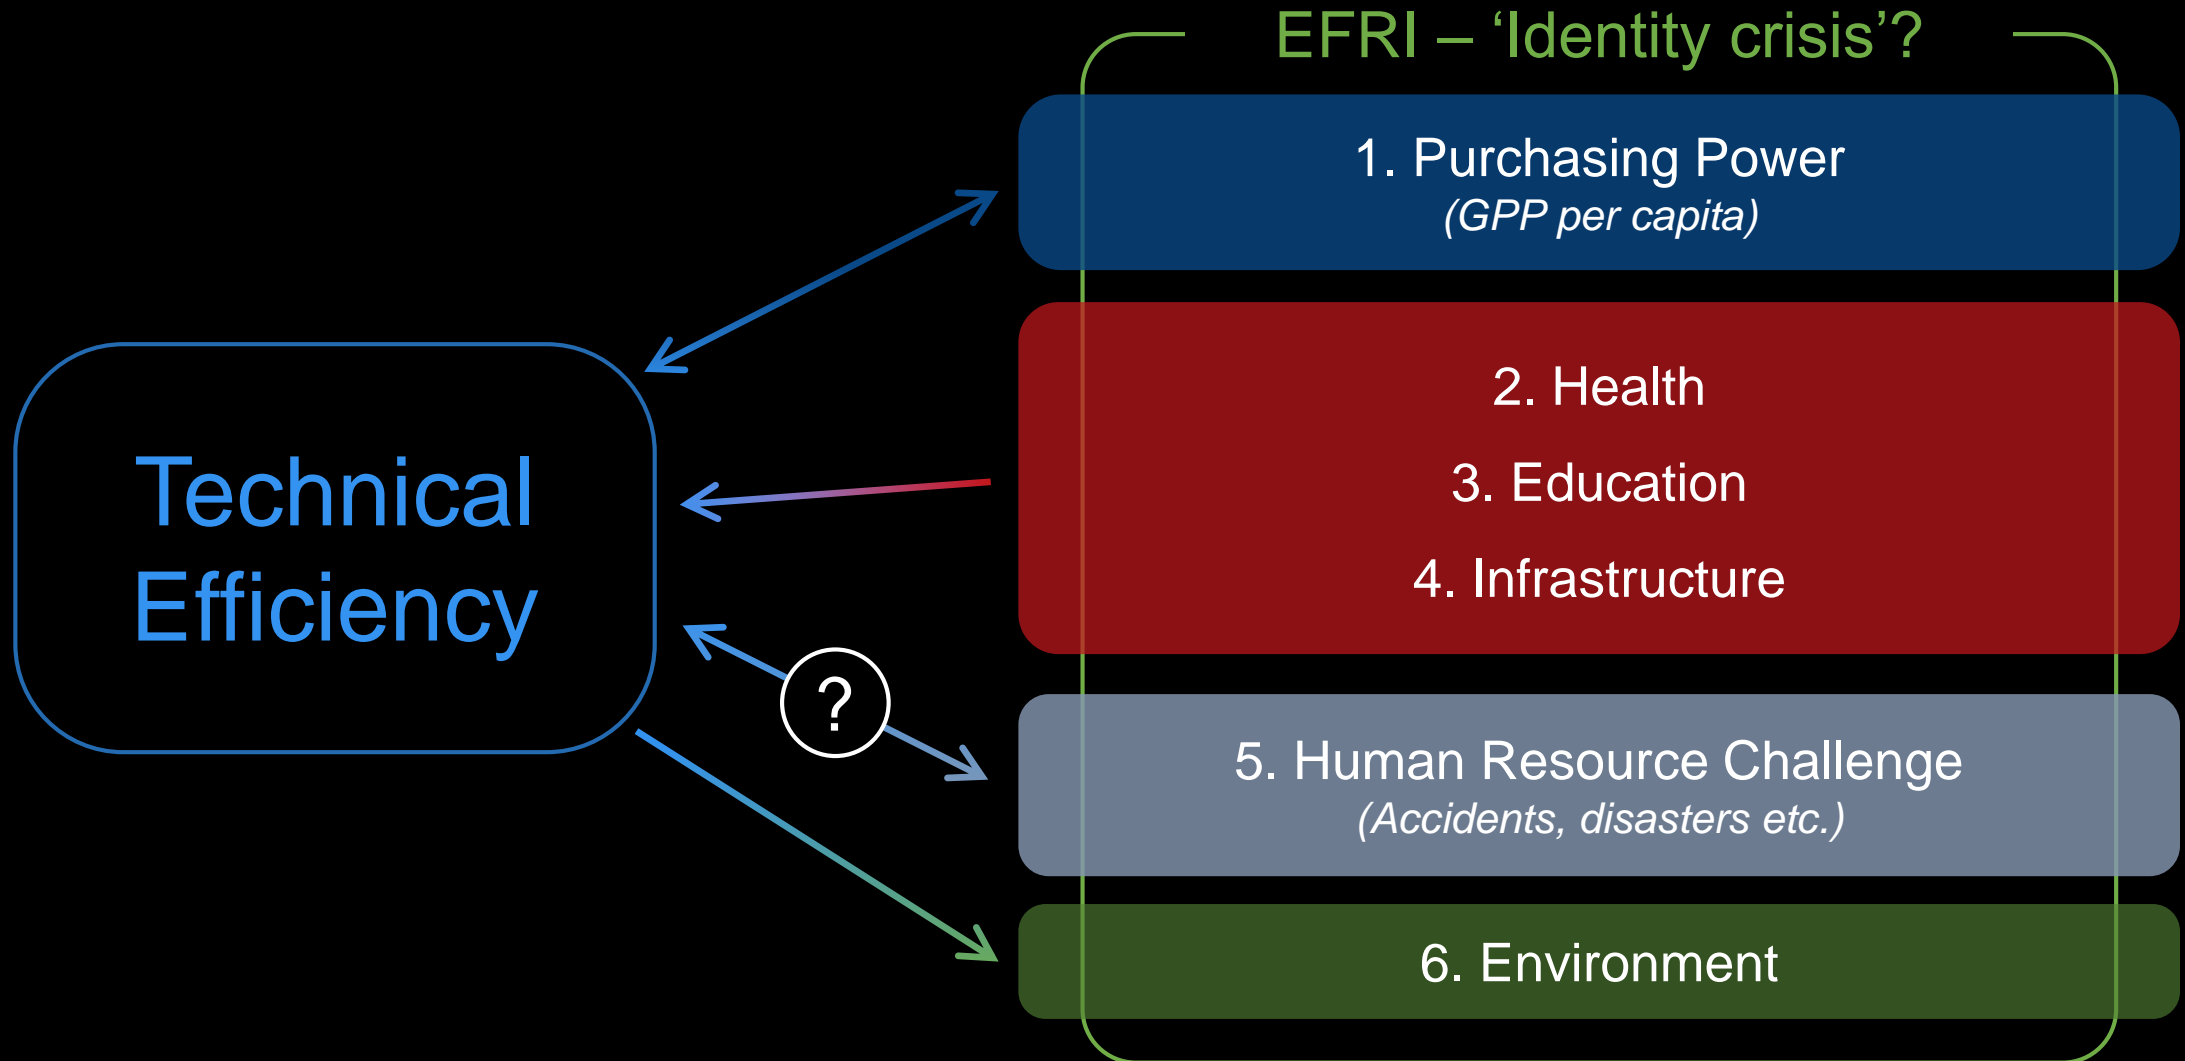 EFRI – ‘Identity crisis’?
1. Purchasing Power
(GPP per capita)
2. Health
3. Education
4. Infrastructure
Technical
Efficiency
?
5. Human Resource Challenge
(Accidents, disasters etc.)
6. Environment